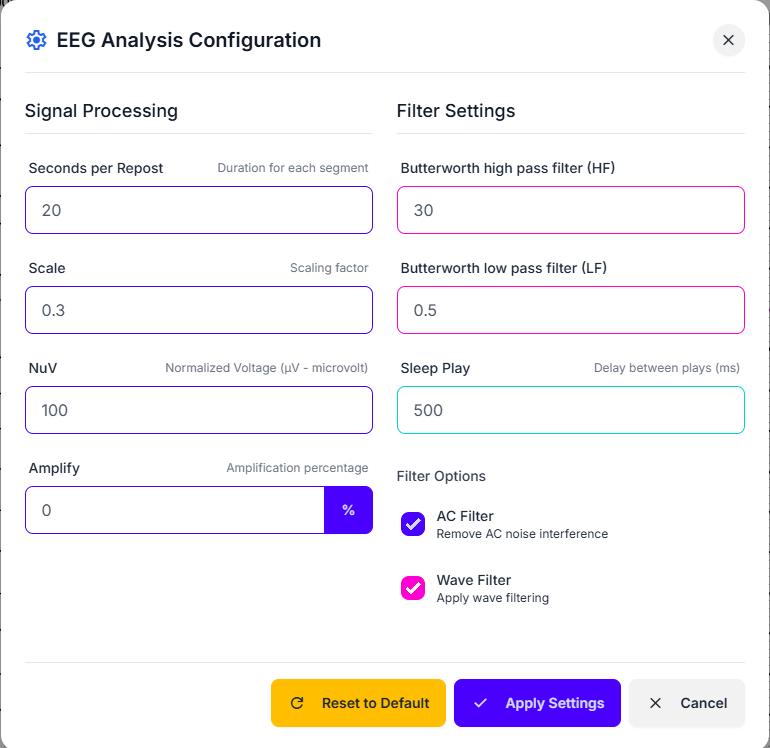 EEG Analysis Configuration
Signal Processing
Seconds per Repost Duration for each segment
20
Scale Scaling factor
0.3
NuV Normalized Voltage (µV - microvolt)
100
Amplify Amplification percentage
0 %
Filter Settings
Butterworth high pass filter (HF)
30
Butterworth low pass filter (LF)
0.5
Sleep Play Delay between plays (ms)
500
Filter Options
AC Filter
Remove AC noise interference
Wave Filter
Apply wave filtering
Reset to Default Apply Settings Cancel